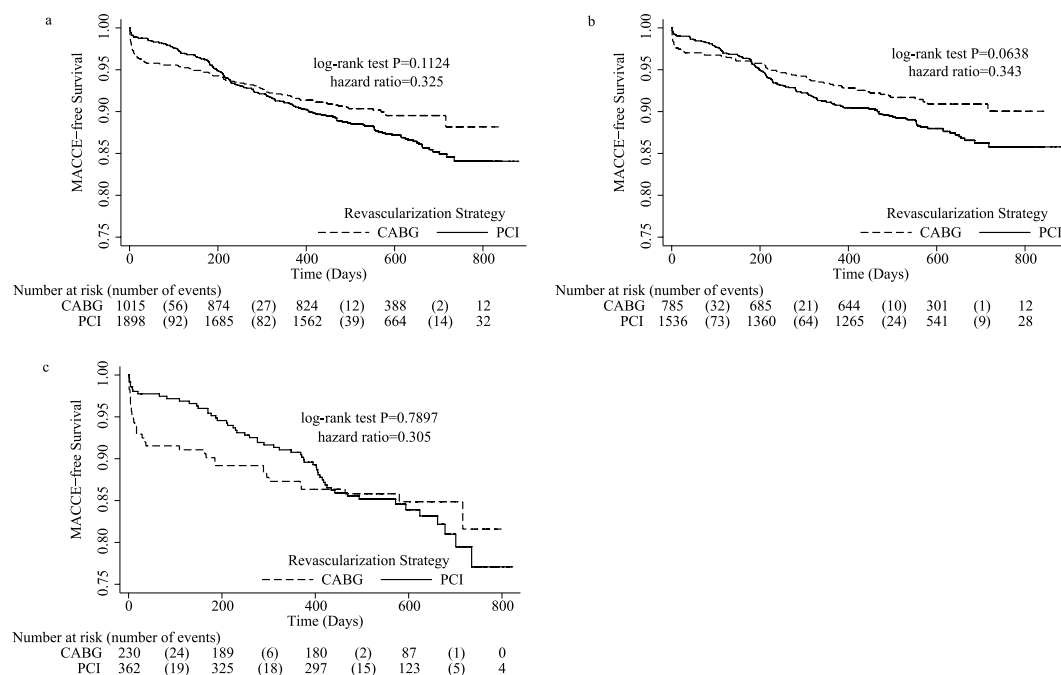 a
MACCE−free Survival
1.00
0.95
0.90
0.85
0.80
0.75
log-rank test P=0.1124
hazard ratio=0.325
Revascularization Strategy
CABG PCI
0 200 400 600 800
Time (Days)
Number at risk (number of events)
CABG 1015 (56) 874 (27) 824 (12) 388 (2) 12
PCI 1898 (92) 1685 (82) 1562 (39) 664 (14) 32
b
MACCE−free Survival
1.00
0.95
0.90
0.85
0.80
0.75
log-rank test P=0.0638
hazard ratio=0.343
Revascularization Strategy
CABG PCI
0 200 400 600 800
Time (Days)
Number at risk (number of events)
CABG 785 (32) 685 (21) 644 (10) 301 (1) 12
PCI 1536 (73) 1360 (64) 1265 (24) 541 (9) 28
c
MACCE−free Survival
1.00
0.95
0.90
0.85
0.80
0.75
log-rank test P=0.7897
hazard ratio=0.305
Revascularization Strategy
CABG PCI
0 200 400 600 800
Time (Days)
Number at risk (number of events)
CABG 230 (24) 189 (6) 180 (2) 87 (1) 0
PCI 362 (19) 325 (18) 297 (15) 123 (5) 4